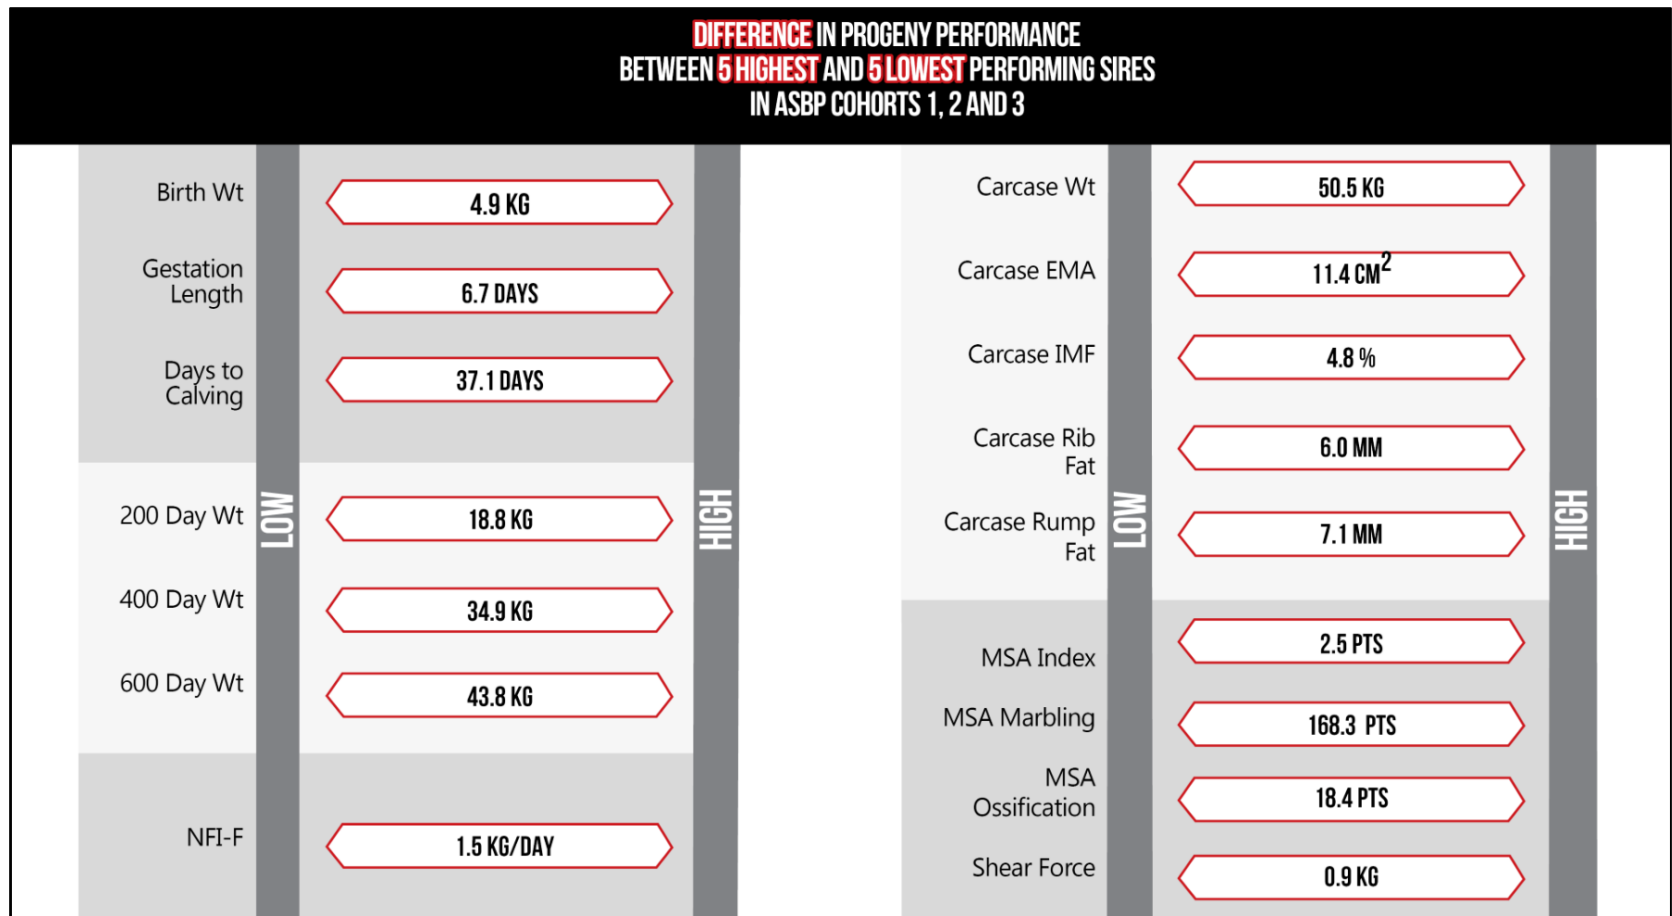 DIFFERENCE IN PROGENY PERFORMANCE
BETWEEN 5 HIGHEST AND 5 LOWEST PERFORMING SIRES
IN ASBP COHORTS 1, 2 AND 3
Birth Wt
4.9 KG
Gestation
Length
6.7 DAYS
Days to
Calving
37.1 DAYS
200 Day Wt
18.8 KG
400 Day Wt
34.9 KG
600 Day Wt
43.8 KG
NFI-F
1.5 KG/DAY
LOW
HIGH
Carcase Wt
50.5 KG
Carcase EMA
11.4 CM²
Carcase IMF
4.8 %
Carcase Rib
Fat
6.0 MM
Carcase Rump
Fat
7.1 MM
MSA Index
2.5 PTS
MSA Marbling
168.3 PTS
MSA
Ossification
18.4 PTS
Shear Force
0.9 KG
LOW
HIGH